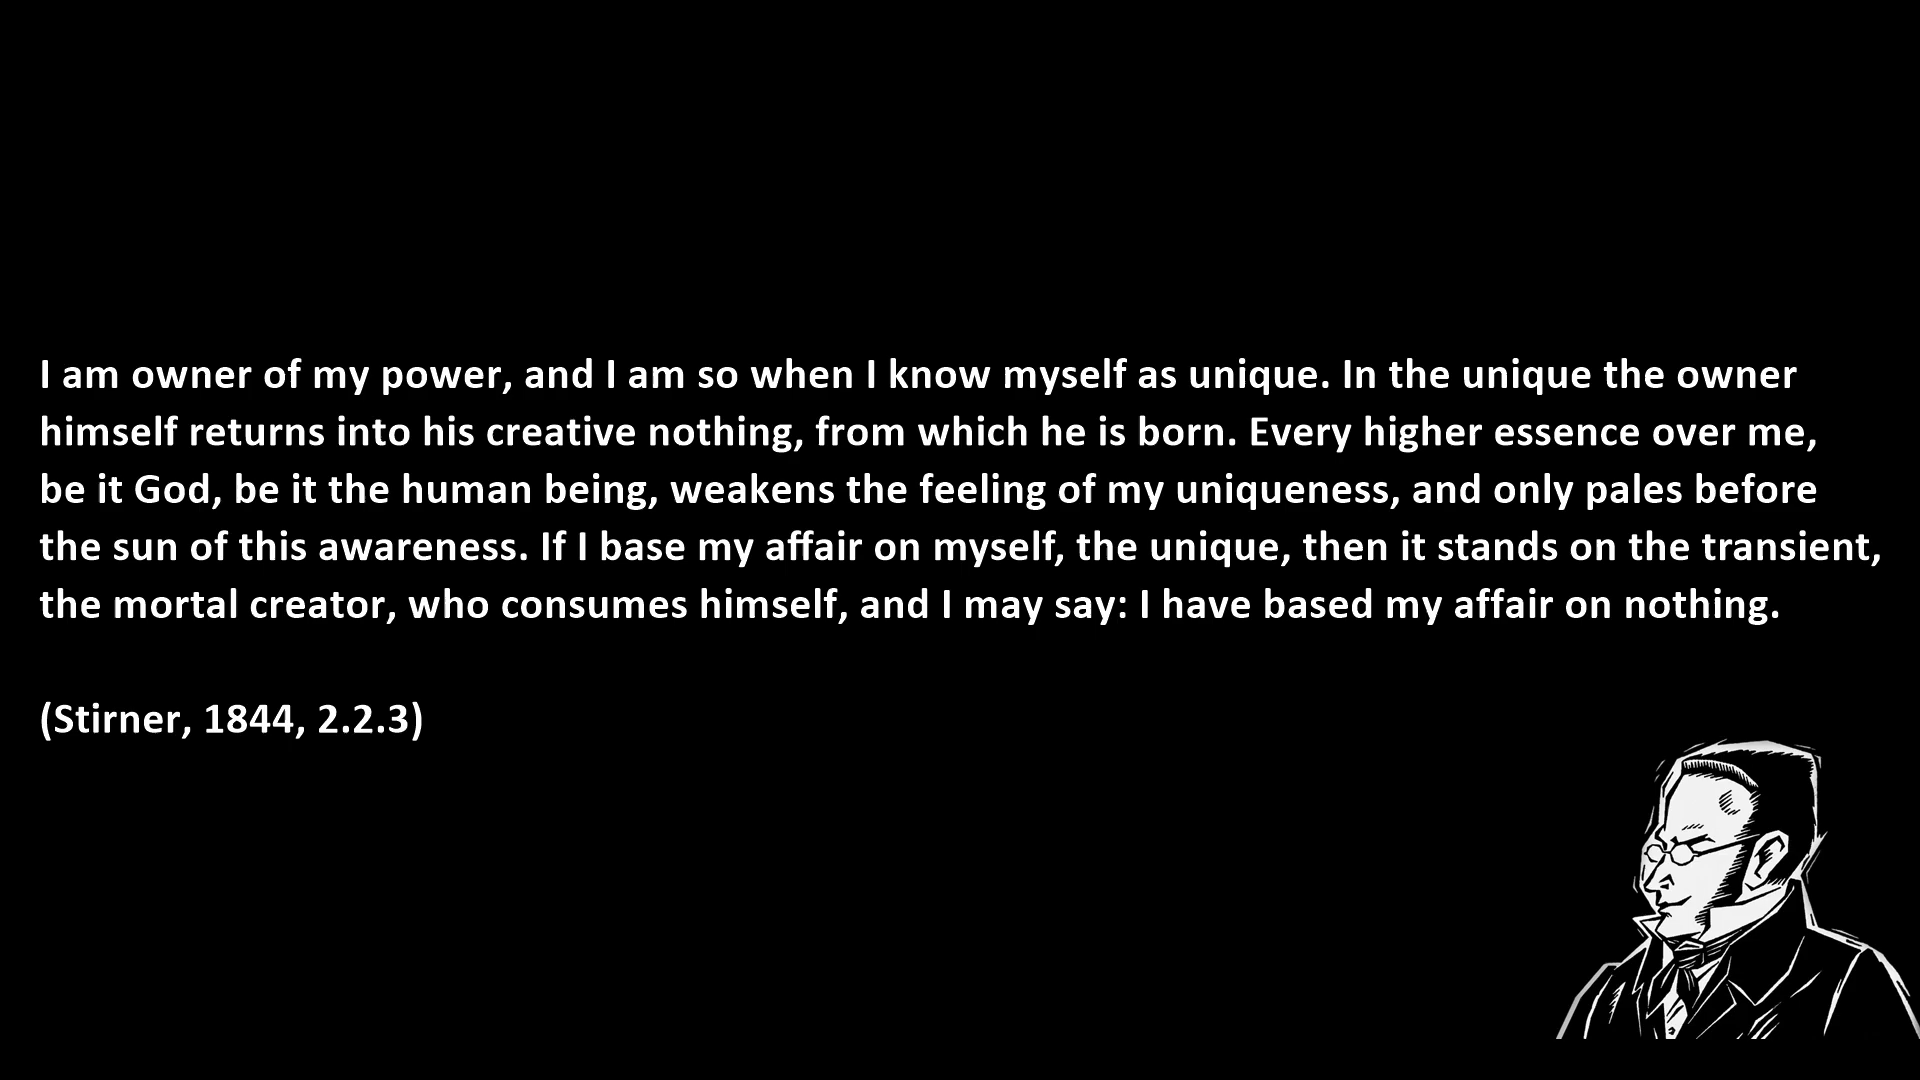 I am owner of my power, and I am so when I know myself as unique. In the unique the owner
himself returns into his creative nothing, from which he is born. Every higher essence over me,
be it God, be it the human being, weakens the feeling of my uniqueness, and only pales before
the sun of this awareness. If I base my affair on myself, the unique, then it stands on the transient,
the mortal creator, who consumes himself, and I may say: I have based my affair on nothing.
(Stirner, 1844, 2.2.3)